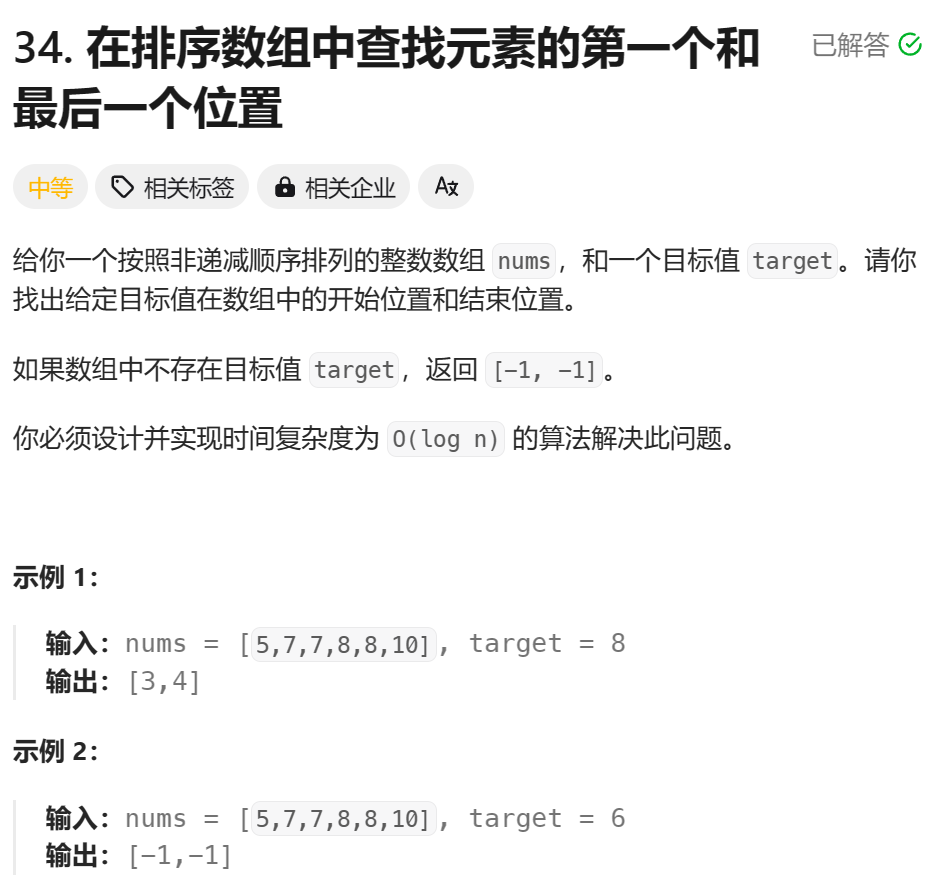 34. 在排序数组中查找元素的第一个和
已解答
最后一个位置
中等 相关标签 相关企业
给你一个按照非递减顺序排列的整数数组 nums，和一个目标值 target。请你
找出给定目标值在数组中的开始位置和结束位置。
如果数组中不存在目标值 target，返回 [-1, -1]。
你必须设计并实现时间复杂度为 O(log n) 的算法解决此问题。
示例 1：
输入：nums = [5,7,7,8,8,10], target = 8
输出：[3,4]
示例 2：
输入：nums = [5,7,7,8,8,10], target = 6
输出：[-1,-1]